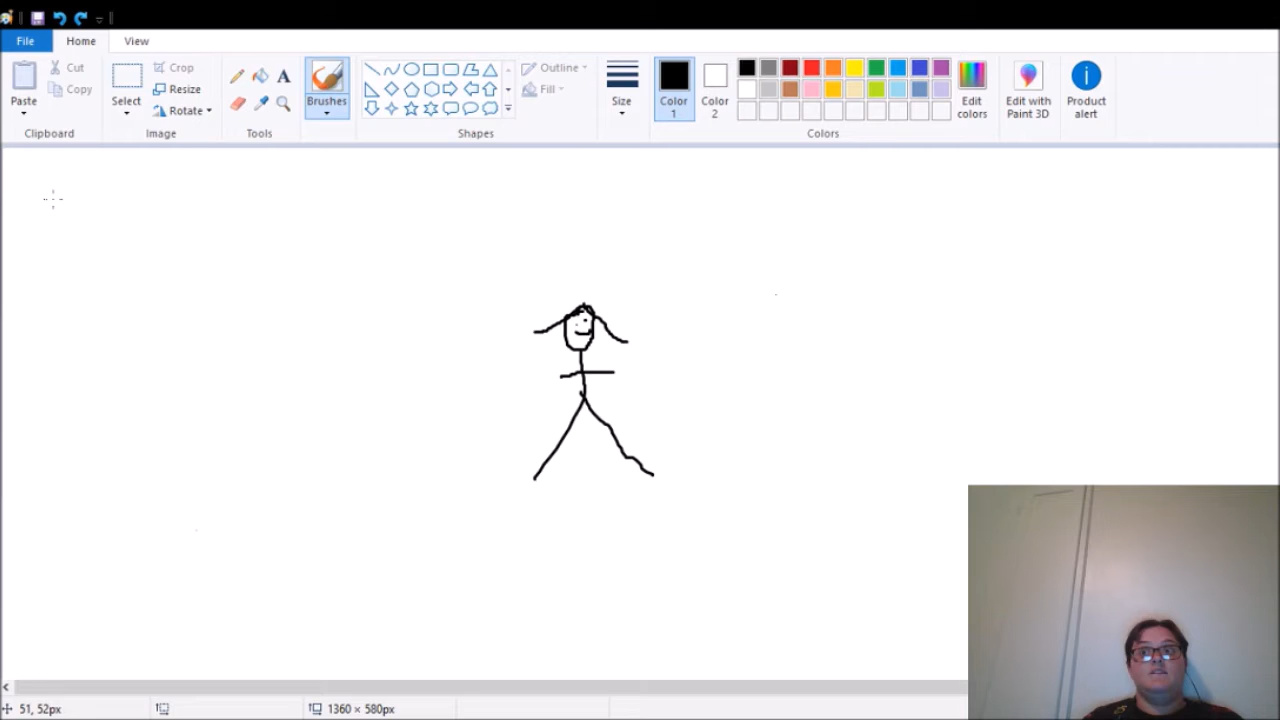 File Home View
Cut Crop Outline
Copy Resize Fill
Paste Select Rotate Brushes Size Color 1 Color 2 Edit colors Edit with Paint 3D Product alert
Clipboard Image Tools Shapes Colors
A
51, 52px 1360 × 580px